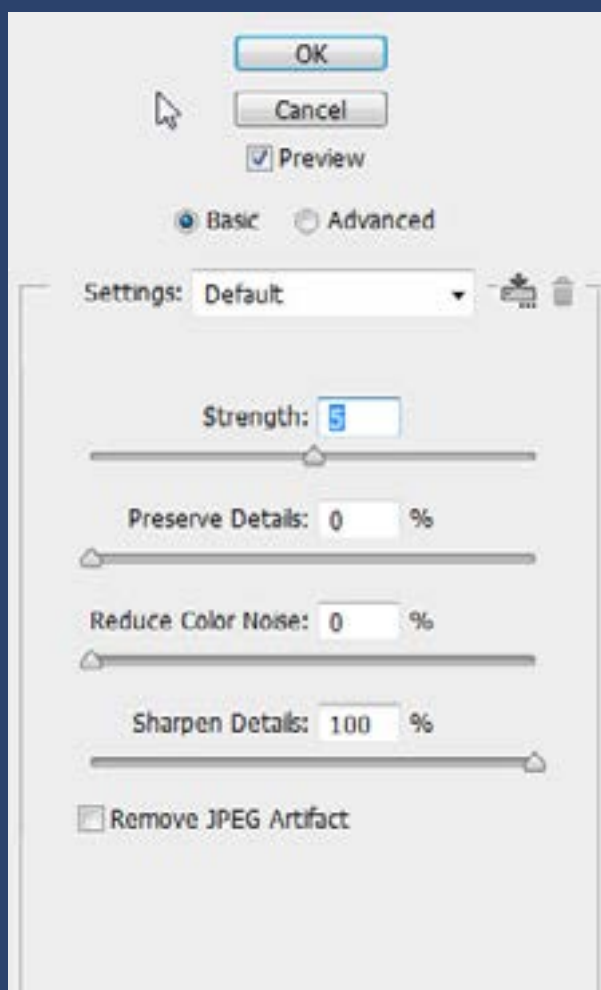 OK
Cancel
Preview
Basic Advanced
Settings: Default
Strength: 5
Preserve Details: 0 %
Reduce Color Noise: 0 %
Sharpen Details: 100 %
Remove JPEG Artifact